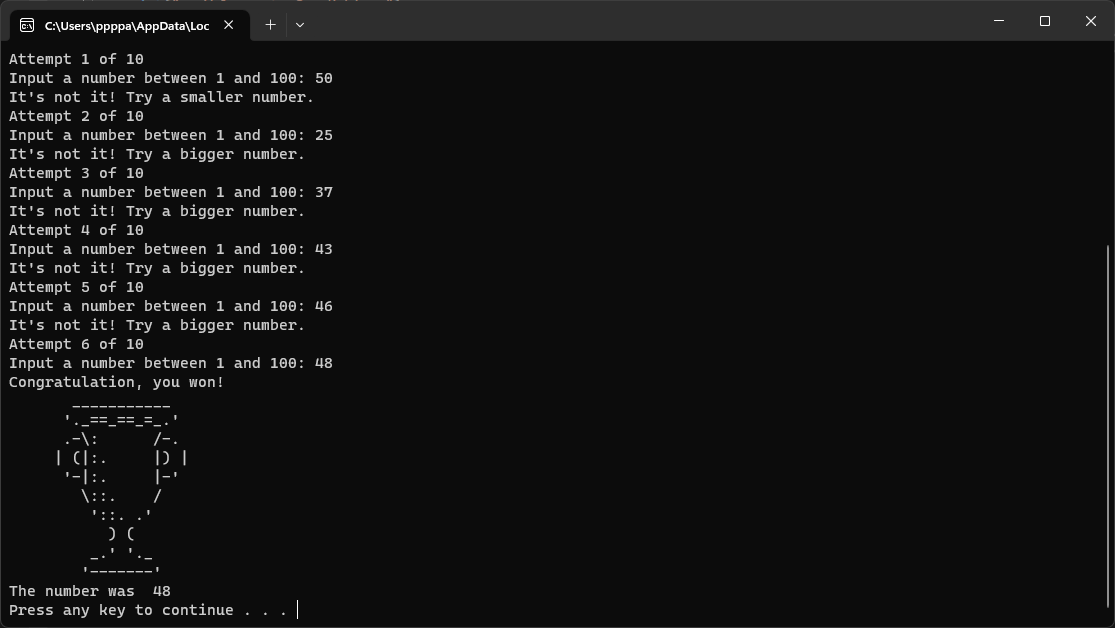 C:\Users\ppppa\AppData\Loc
Attempt 1 of 10
Input a number between 1 and 100: 50
It's not it! Try a smaller number.
Attempt 2 of 10
Input a number between 1 and 100: 25
It's not it! Try a bigger number.
Attempt 3 of 10
Input a number between 1 and 100: 37
It's not it! Try a bigger number.
Attempt 4 of 10
Input a number between 1 and 100: 43
It's not it! Try a bigger number.
Attempt 5 of 10
Input a number between 1 and 100: 46
It's not it! Try a bigger number.
Attempt 6 of 10
Input a number between 1 and 100: 48
Congratulation, you won!
       ___________
      '._==_==_=_.'
      .-\:      /-.
     | (|:.     |) |
      '-|:.     |-'
        \::.    /
         '::. .'
           ) (
         _.' '._
        '-------'
The number was  48
Press any key to continue . . .